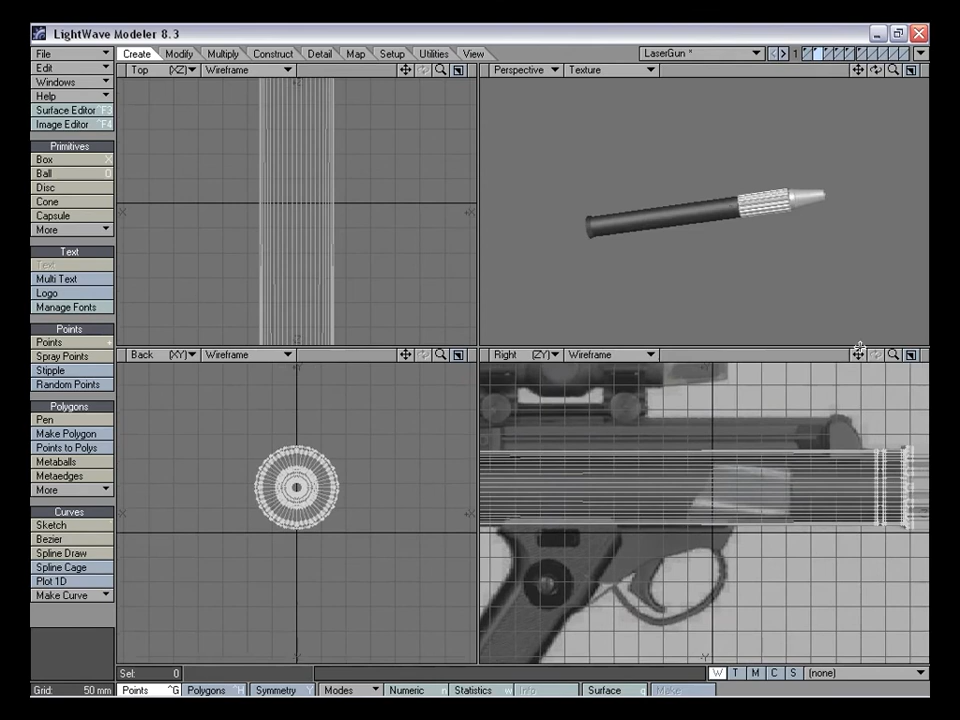 LightWave Modeler 8.3
File Create Modify Multiply Construct Detail Map Setup Utilities View LaserGun * 1
Edit Top (XZ) Wireframe Perspective Texture
Windows
Help
Surface Editor F3
Image Editor ^F4
Primitives
Box X
Ball O
Disc
Cone
Capsule
More
Text
Text
Multi Text
Logo
Manage Fonts
Points
Points +
Back (XY) Wireframe Right (ZY) Wireframe
Spray Points
Stipple
Random Points
Polygons
Pen
Make Polygon
Points to Polys
Metaballs
Metaedges
More
Curves
Sketch
Bezier
Spline Draw
Spline Cage
Plot 1D
Make Curve
Sel: 0 W T M C S (none)
Grid: 50 mm Points ^G Polygons ^H Symmetry Y Modes Numeric n Statistics w Info Surface q Make